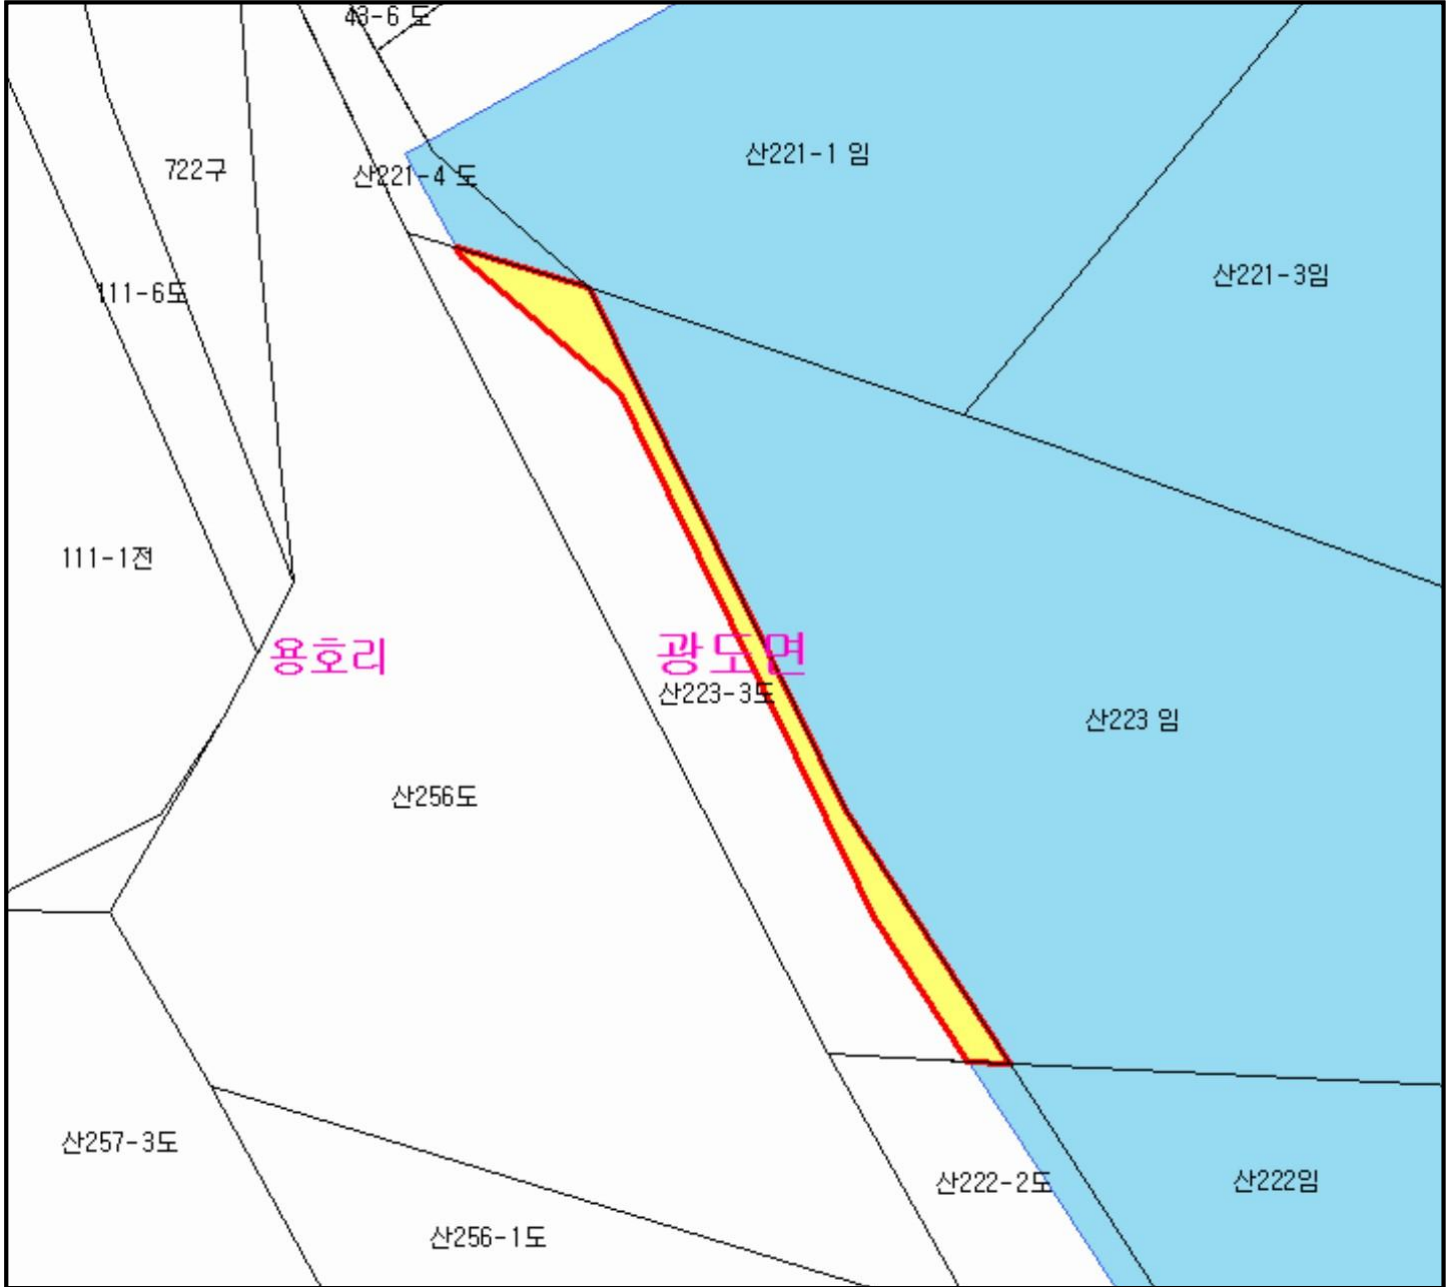 43-6 도
산221-1 임
722구
산221-4 도
산221-3임
111-6도
111-1전
용호리
광도면
산223-3도
산223 임
산256도
산257-3도
산222-2도
산222임
산256-1도